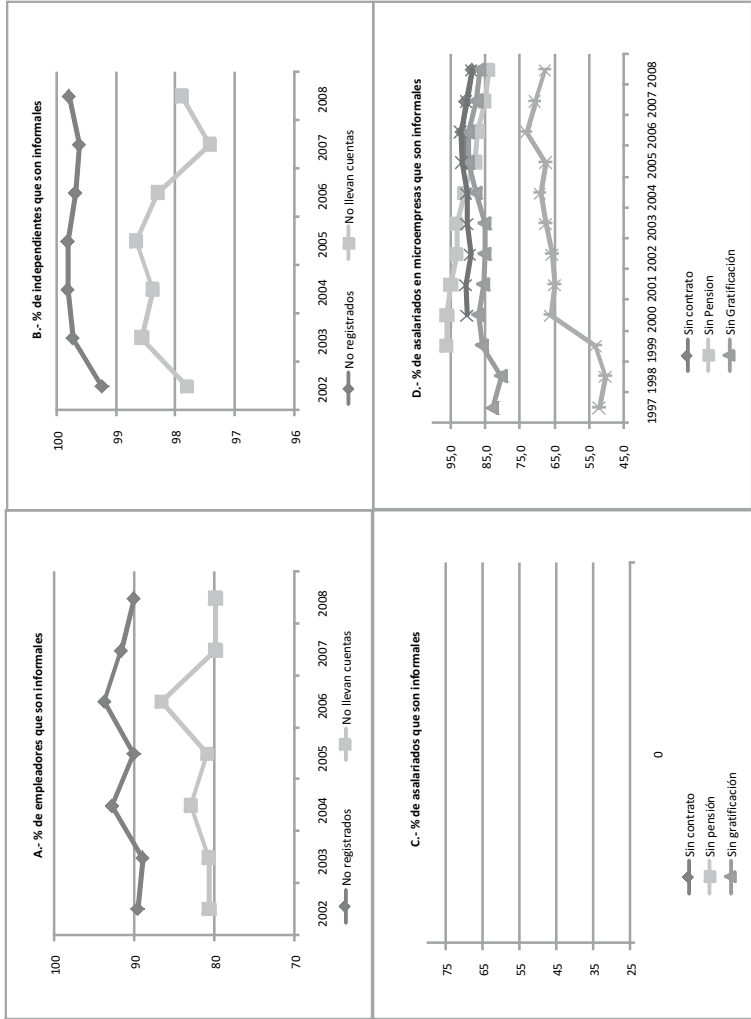 A.- % de empleadores que son informales
100
90
80
70
2002 2003 2004 2005 2006 2007 2008
No registrados No llevan cuentas
B.- % de independientes que son informales
100
99
98
97
96
2002 2003 2004 2005 2006 2007 2008
No registrados No llevan cuentas
C.- % de asalariados que son informales
75
65
55
45
35
25
0
Sin contrato
Sin pensión
Sin gratificación
D.- % de asalariados en microempresas que son informales
95,0
85,0
75,0
65,0
55,0
45,0
1997 1998 1999 2000 2001 2002 2003 2004 2005 2006 2007 2008
Sin contrato
Sin Pension
Sin Gratificación